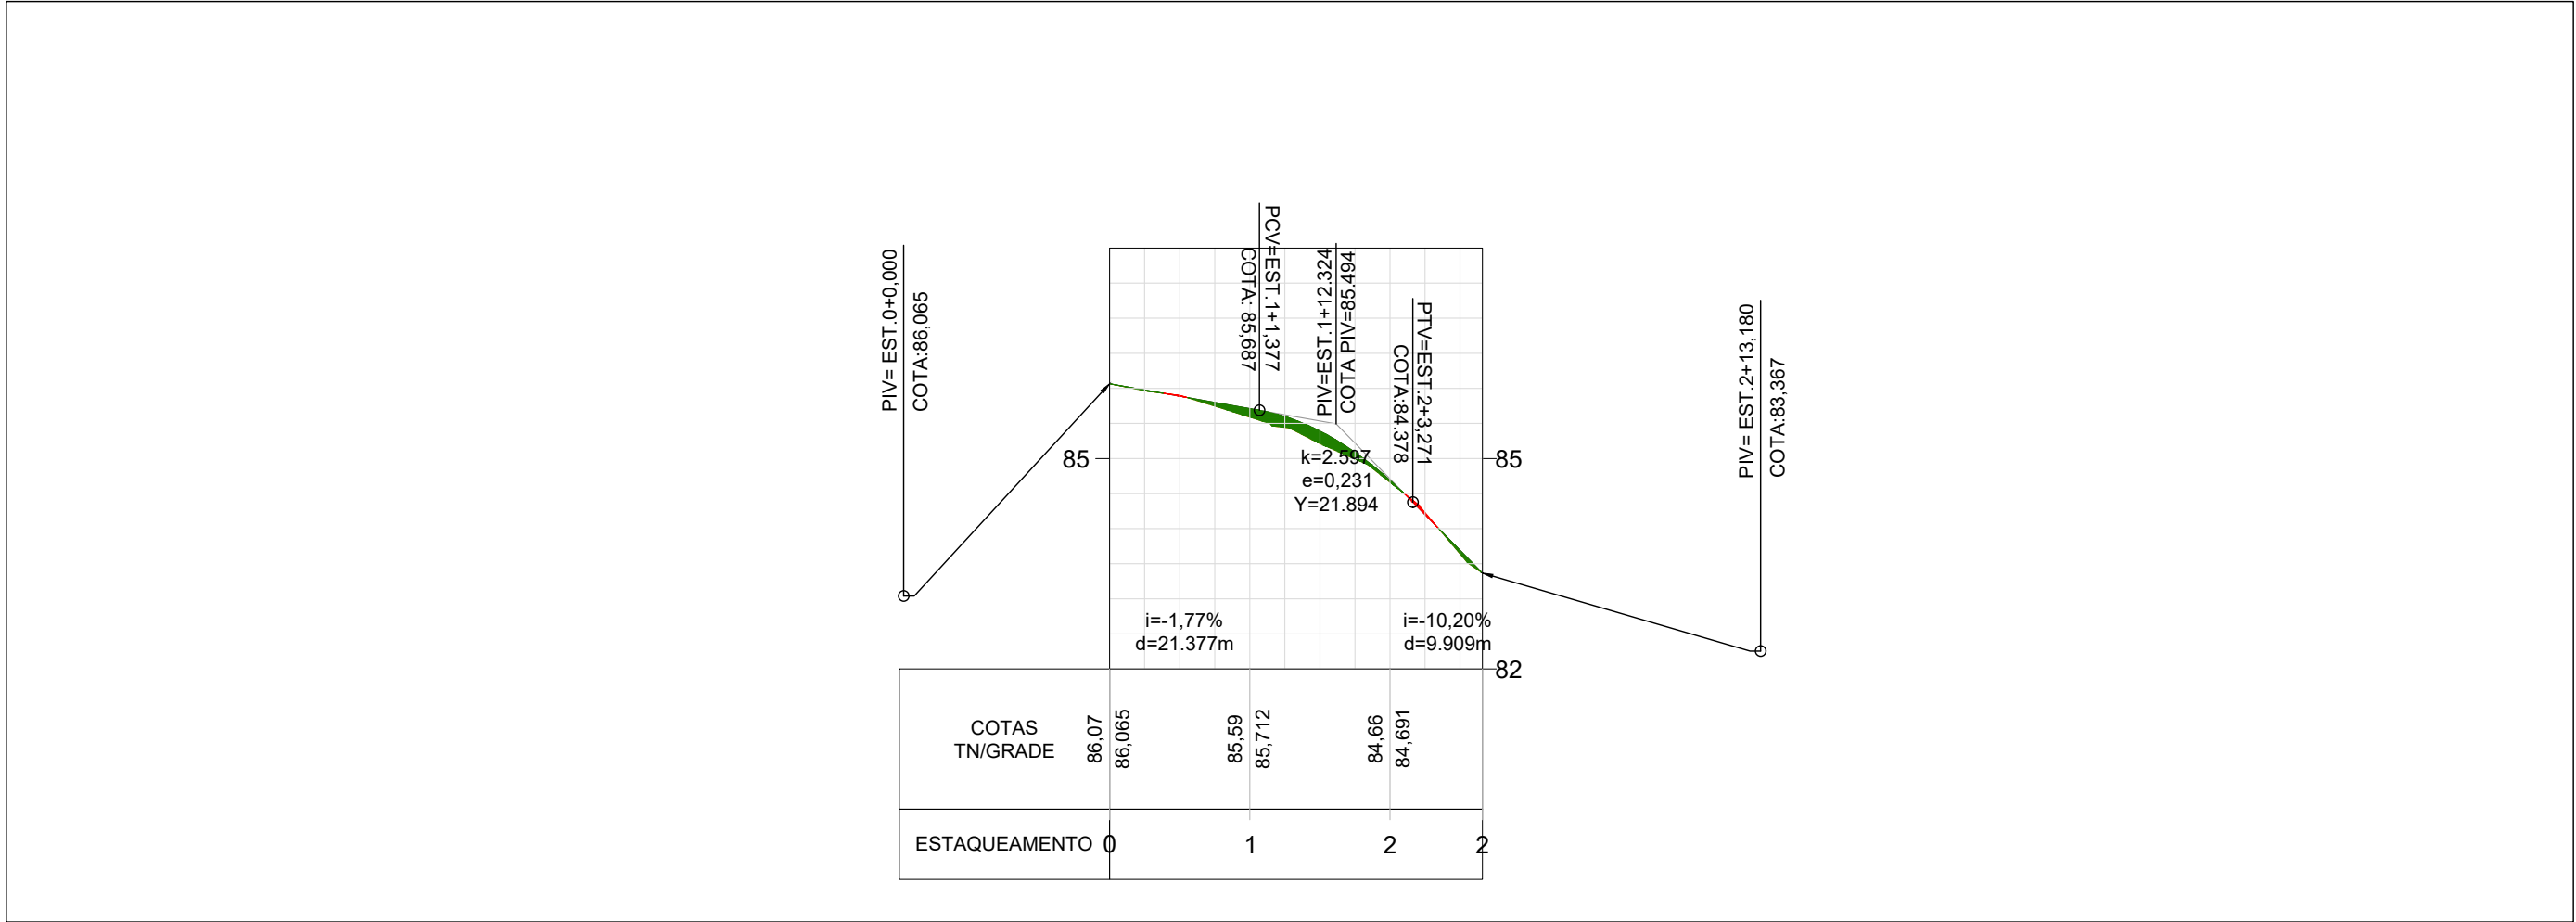 PIV= EST.0+0,000
COTA:86,065
COTA: 85,687
PCV=EST.1+1,377
PIV=EST.1+12.324
COTA PIV=85.494
COTA:84.378
PTV=EST.2+3,271
PIV= EST.2+13,180
COTA:83,367
85
85
k=2.597
e=0,231
Y=21.894
i=-1,77%
d=21.377m
i=-10,20%
d=9.909m
82
COTAS
TN/GRADE
86,07
86,065
85,59
85,712
84,66
84,691
ESTAQUEAMENTO 0 1 2 2